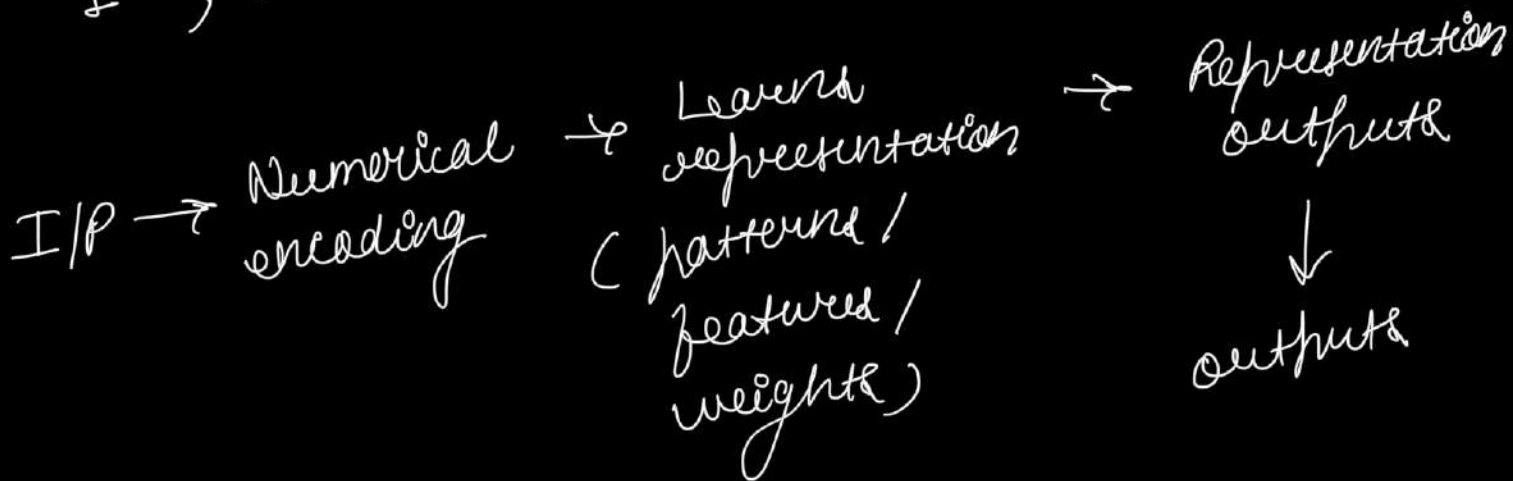 I/P → Numerical
encoding
→ Learns
representation
(patterns/
features/
weights)
→ Representation
outputs
↓
outputs